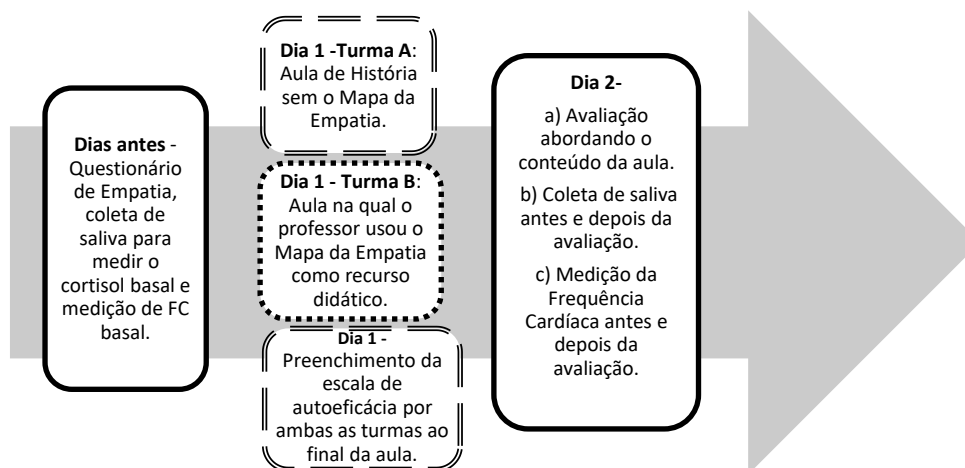 Dias antes -
Questionário
de Empatia,
coleta de
saliva para
medir o
cortisol basal e
medição de FC
basal.
Dia 1 -Turma A:
Aula de História
sem o Mapa da
Empatia.
Dia 1 - Turma B:
Aula na qual o
professor usou o
Mapa da Empatia
como recurso
didático.
Dia 1 -
Preenchimento da
escala de
autoeficácia por
ambas as turmas ao
final da aula.
Dia 2-
a) Avaliação
abordando o
conteúdo da aula.
b) Coleta de saliva
antes e depois da
avaliação.
c) Medição da
Frequência
Cardíaca antes e
depois da
avaliação.